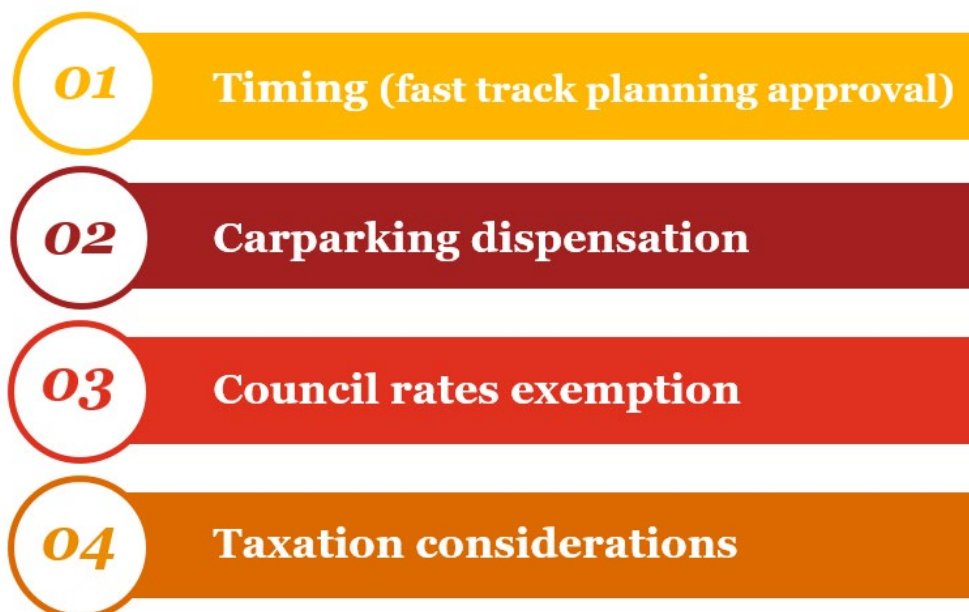 01 Timing (fast track planning approval)
02 Carparking dispensation
03 Council rates exemption
04 Taxation considerations